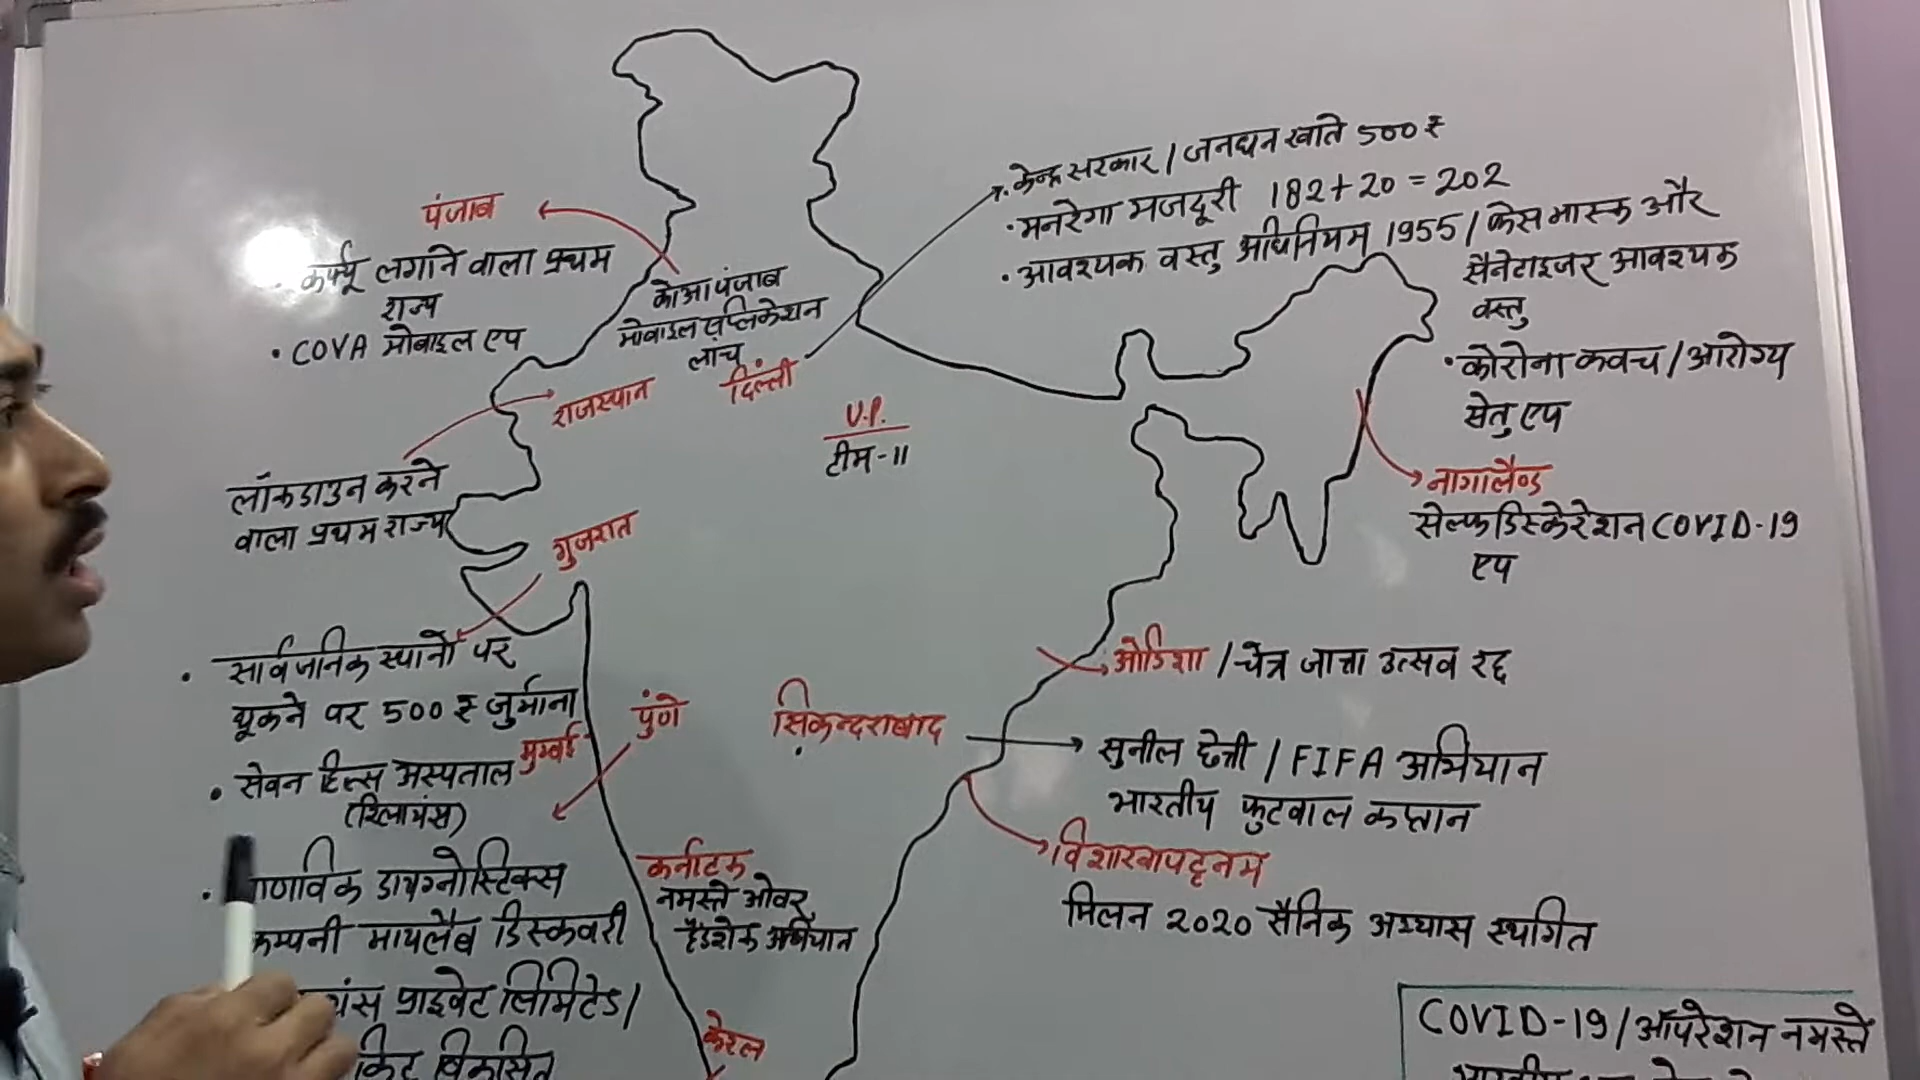 पंजाब
• कर्फ्यू लगाने वाला प्रथम
राज्य
• COVA मोबाइल एप
कोआ पंजाब
मोबाइल एप्लिकेशन
लांच
दिल्ली
• केन्द्र सरकार / जनधन खाते 500 ₹
• मनरेगा मजदूरी 182+20 = 202
• आवश्यक वस्तु अधिनियम 1955 / फेस मास्क और
सैनेटाइजर आवश्यक
वस्तु
• कोरोना कवच / आरोग्य
सेतु एप
राजस्थान
लॉकडाउन करने
वाला प्रथम राज्य
U.P.
टीम-11
नागालैण्ड
सेल्फ डिस्केरेशन COVID-19
एप
गुजरात
• सार्वजनिक स्थानों पर
थूकने पर 500 ₹ जुर्माना
मुम्बई
• सेवन हिल्स अस्पताल
(रिलायंस)
पुणे
डायग्नोस्टिक्स
कम्पनी मायलैब डिस्कवरी
प्राइवेट लिमिटेड /
किट विकसित
ओडिशा / चैत्र जात्रा उत्सव रद्द
सिकन्दराबाद
सुनील छेत्री / FIFA अभियान
भारतीय फुटबाल कप्तान
विशाखापट्टनम
मिलन 2020 सैनिक अभ्यास स्थगित
कर्नाटक
नमस्ते ओवर
हैंडशेक अभियान
केरल
COVID-19 / ऑपरेशन नमस्ते